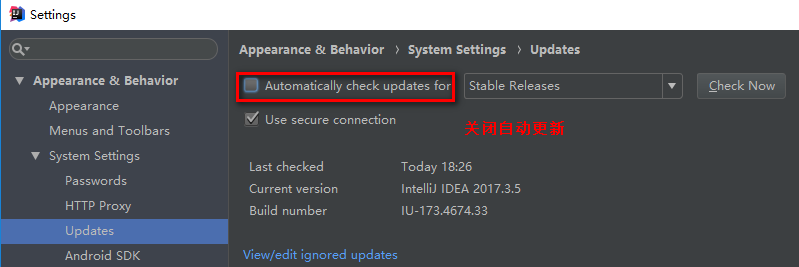 Settings
Appearance & Behavior
Appearance
Menus and Toolbars
System Settings
Passwords
HTTP Proxy
Updates
Android SDK
Appearance & Behavior › System Settings › Updates
Automatically check updates for Stable Releases Check Now
Use secure connection
关闭自动更新
Last checked Today 18:26
Current version IntelliJ IDEA 2017.3.5
Build number IU-173.4674.33
View/edit ignored updates